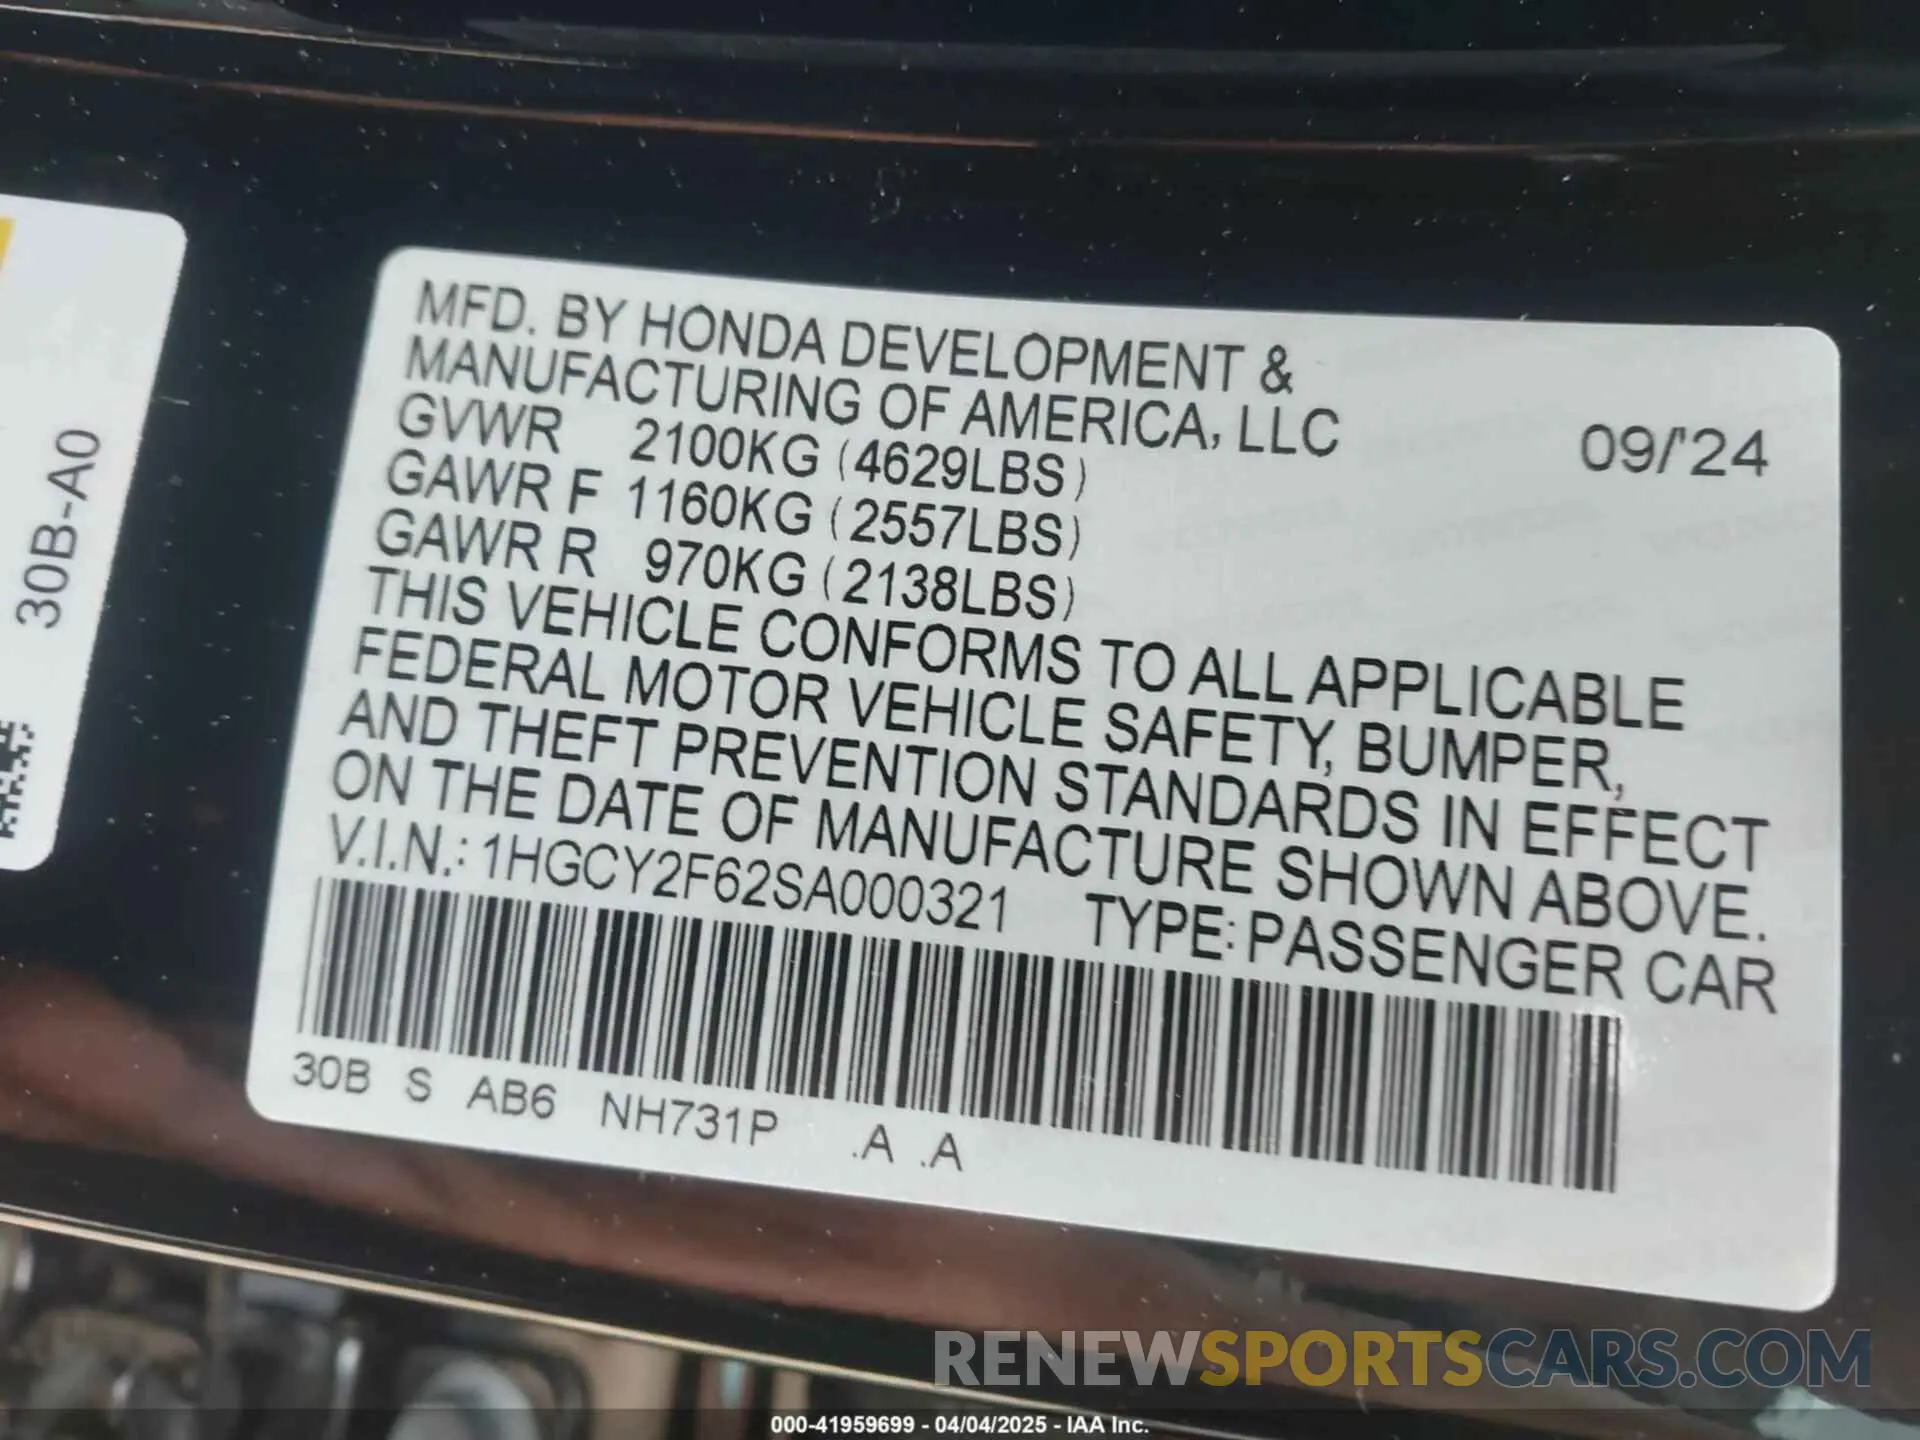 MFD. BY HONDA DEVELOPMENT &
MANUFACTURING OF AMERICA, LLC 09/'24
GVWR 2100KG (4629LBS)
GAWR F 1160KG (2557LBS)
GAWR R 970KG (2138LBS)
THIS VEHICLE CONFORMS TO ALL APPLICABLE
FEDERAL MOTOR VEHICLE SAFETY, BUMPER,
AND THEFT PREVENTION STANDARDS IN EFFECT
ON THE DATE OF MANUFACTURE SHOWN ABOVE.
V.I.N.: 1HGCY2F62SA000321 TYPE: PASSENGER CAR
30B S AB6 NH731P .A .A
30B-A0
RENEWSPORTSCARS.COM
000-41959699 - 04/04/2025 - IAA Inc.